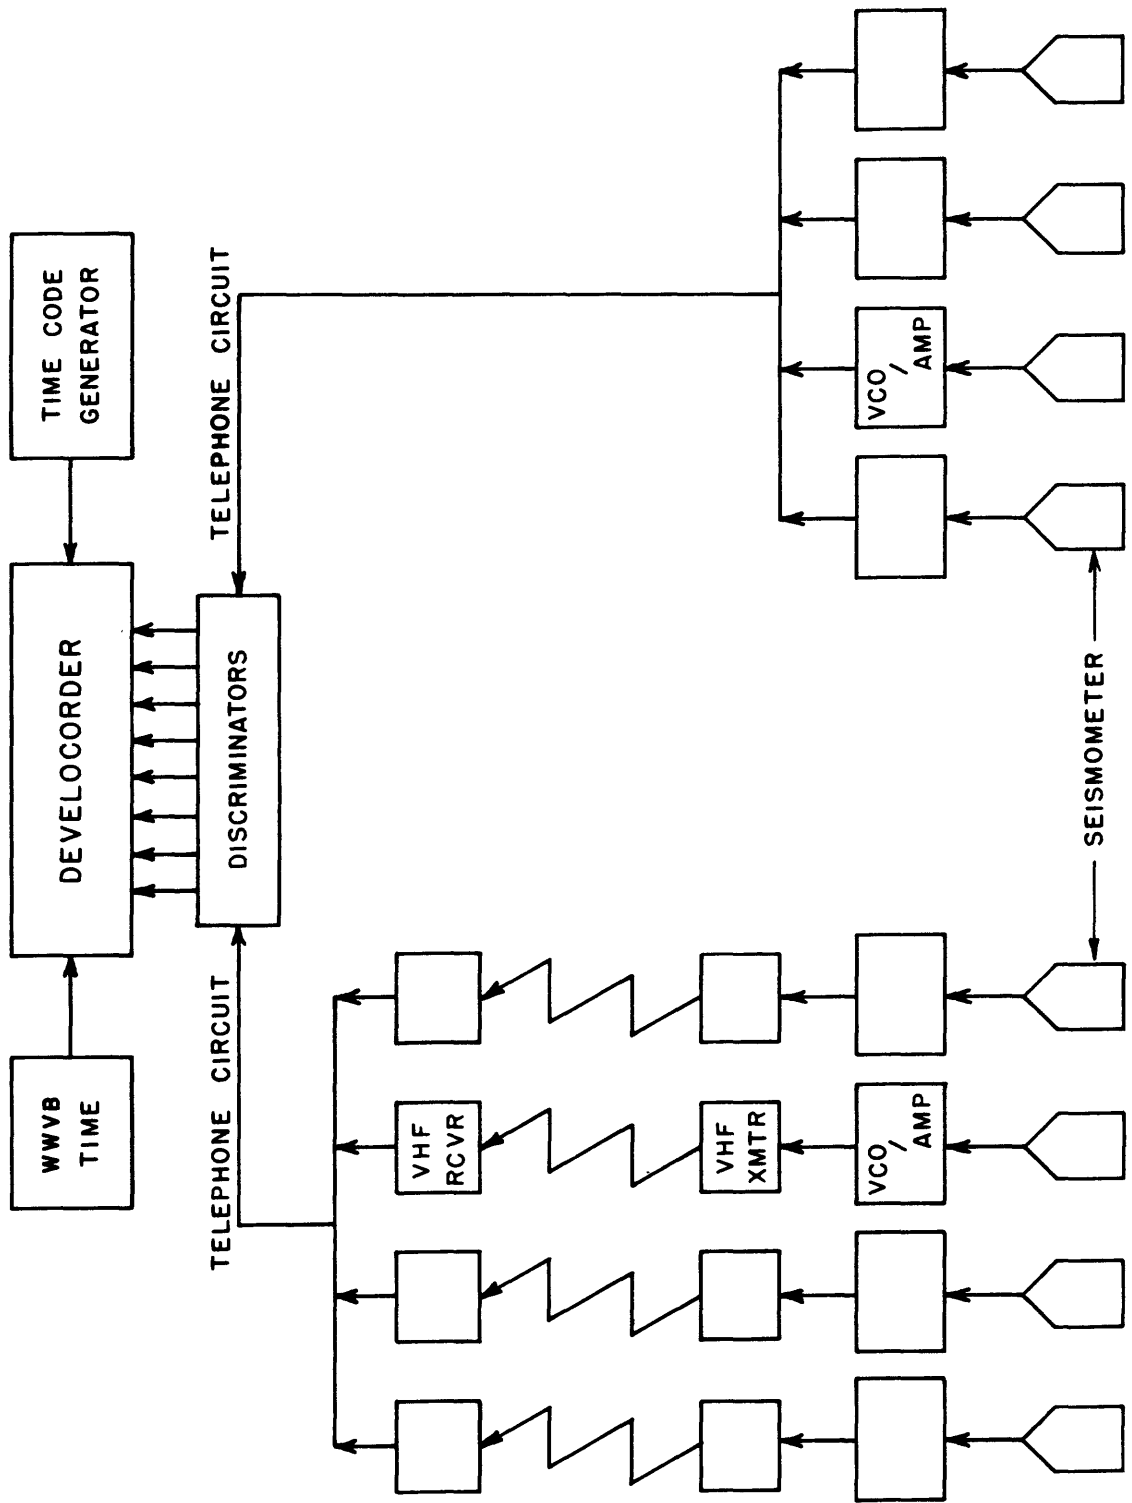 WWVB
TIME
DEVELOCORDER
TIME CODE
GENERATOR
TELEPHONE CIRCUIT
DISCRIMINATORS
TELEPHONE CIRCUIT
VHF
RCVR
VHF
XMTR
VCO/
AMP
VCO/
AMP
SEISMOMETER